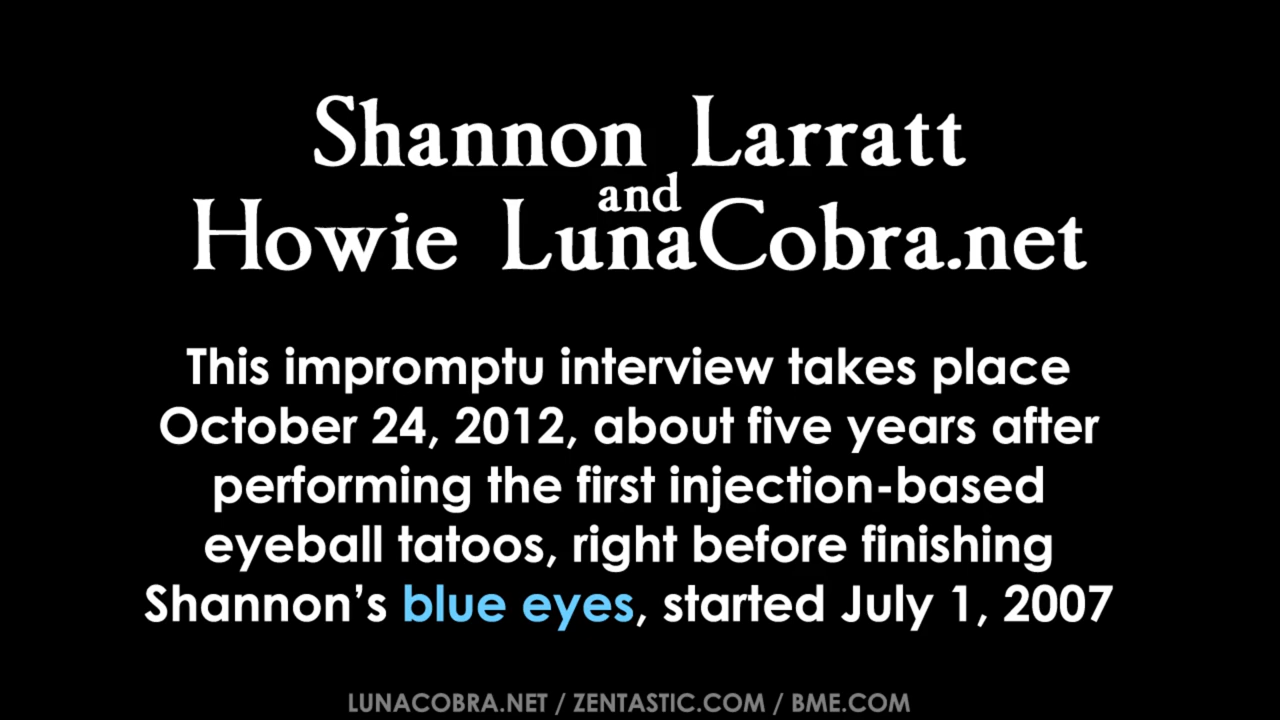 Shannon Larratt
and
Howie LunaCobra.net
This impromptu interview takes place
October 24, 2012, about five years after
performing the first injection-based
eyeball tatoos, right before finishing
Shannon's blue eyes, started July 1, 2007
LUNACOBRA.NET / ZENTASTIC.COM / BME.COM